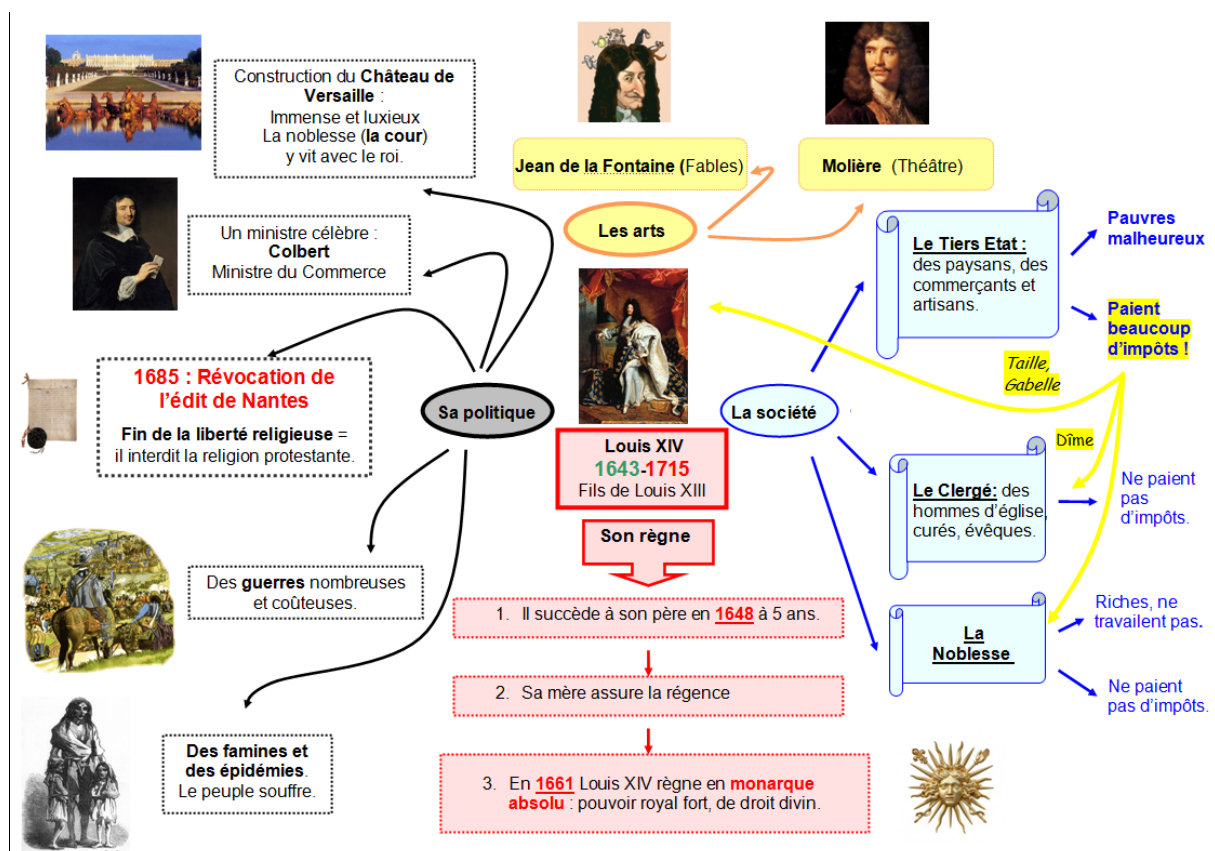 Construction du Château de
Versaille :
Immense et luxieux
La noblesse (la cour)
y vit avec le roi.
Un ministre célèbre :
Colbert
Ministre du Commerce
1685 : Révocation de
l'édit de Nantes
Fin de la liberté religieuse =
il interdit la religion protestante.
Des guerres nombreuses
et coûteuses.
Des famines et
des épidémies.
Le peuple souffre.
Sa politique
Jean de la Fontaine (Fables)
Molière (Théâtre)
Les arts
Louis XIV
1643-1715
Fils de Louis XIII
Son règne
1. Il succède à son père en 1648 à 5 ans.
2. Sa mère assure la régence
3. En 1661 Louis XIV règne en monarque
absolu : pouvoir royal fort, de droit divin.
La société
Le Tiers Etat :
des paysans, des
commerçants et
artisans.
Pauvres
malheureux
Paient
beaucoup
d'impôts !
Taille,
Gabelle
Dîme
Le Clergé: des
hommes d'église,
curés, évêques.
Ne paient
pas
d'impôts.
La
Noblesse
Riches, ne
travailent pas.
Ne paient
pas d'impôts.